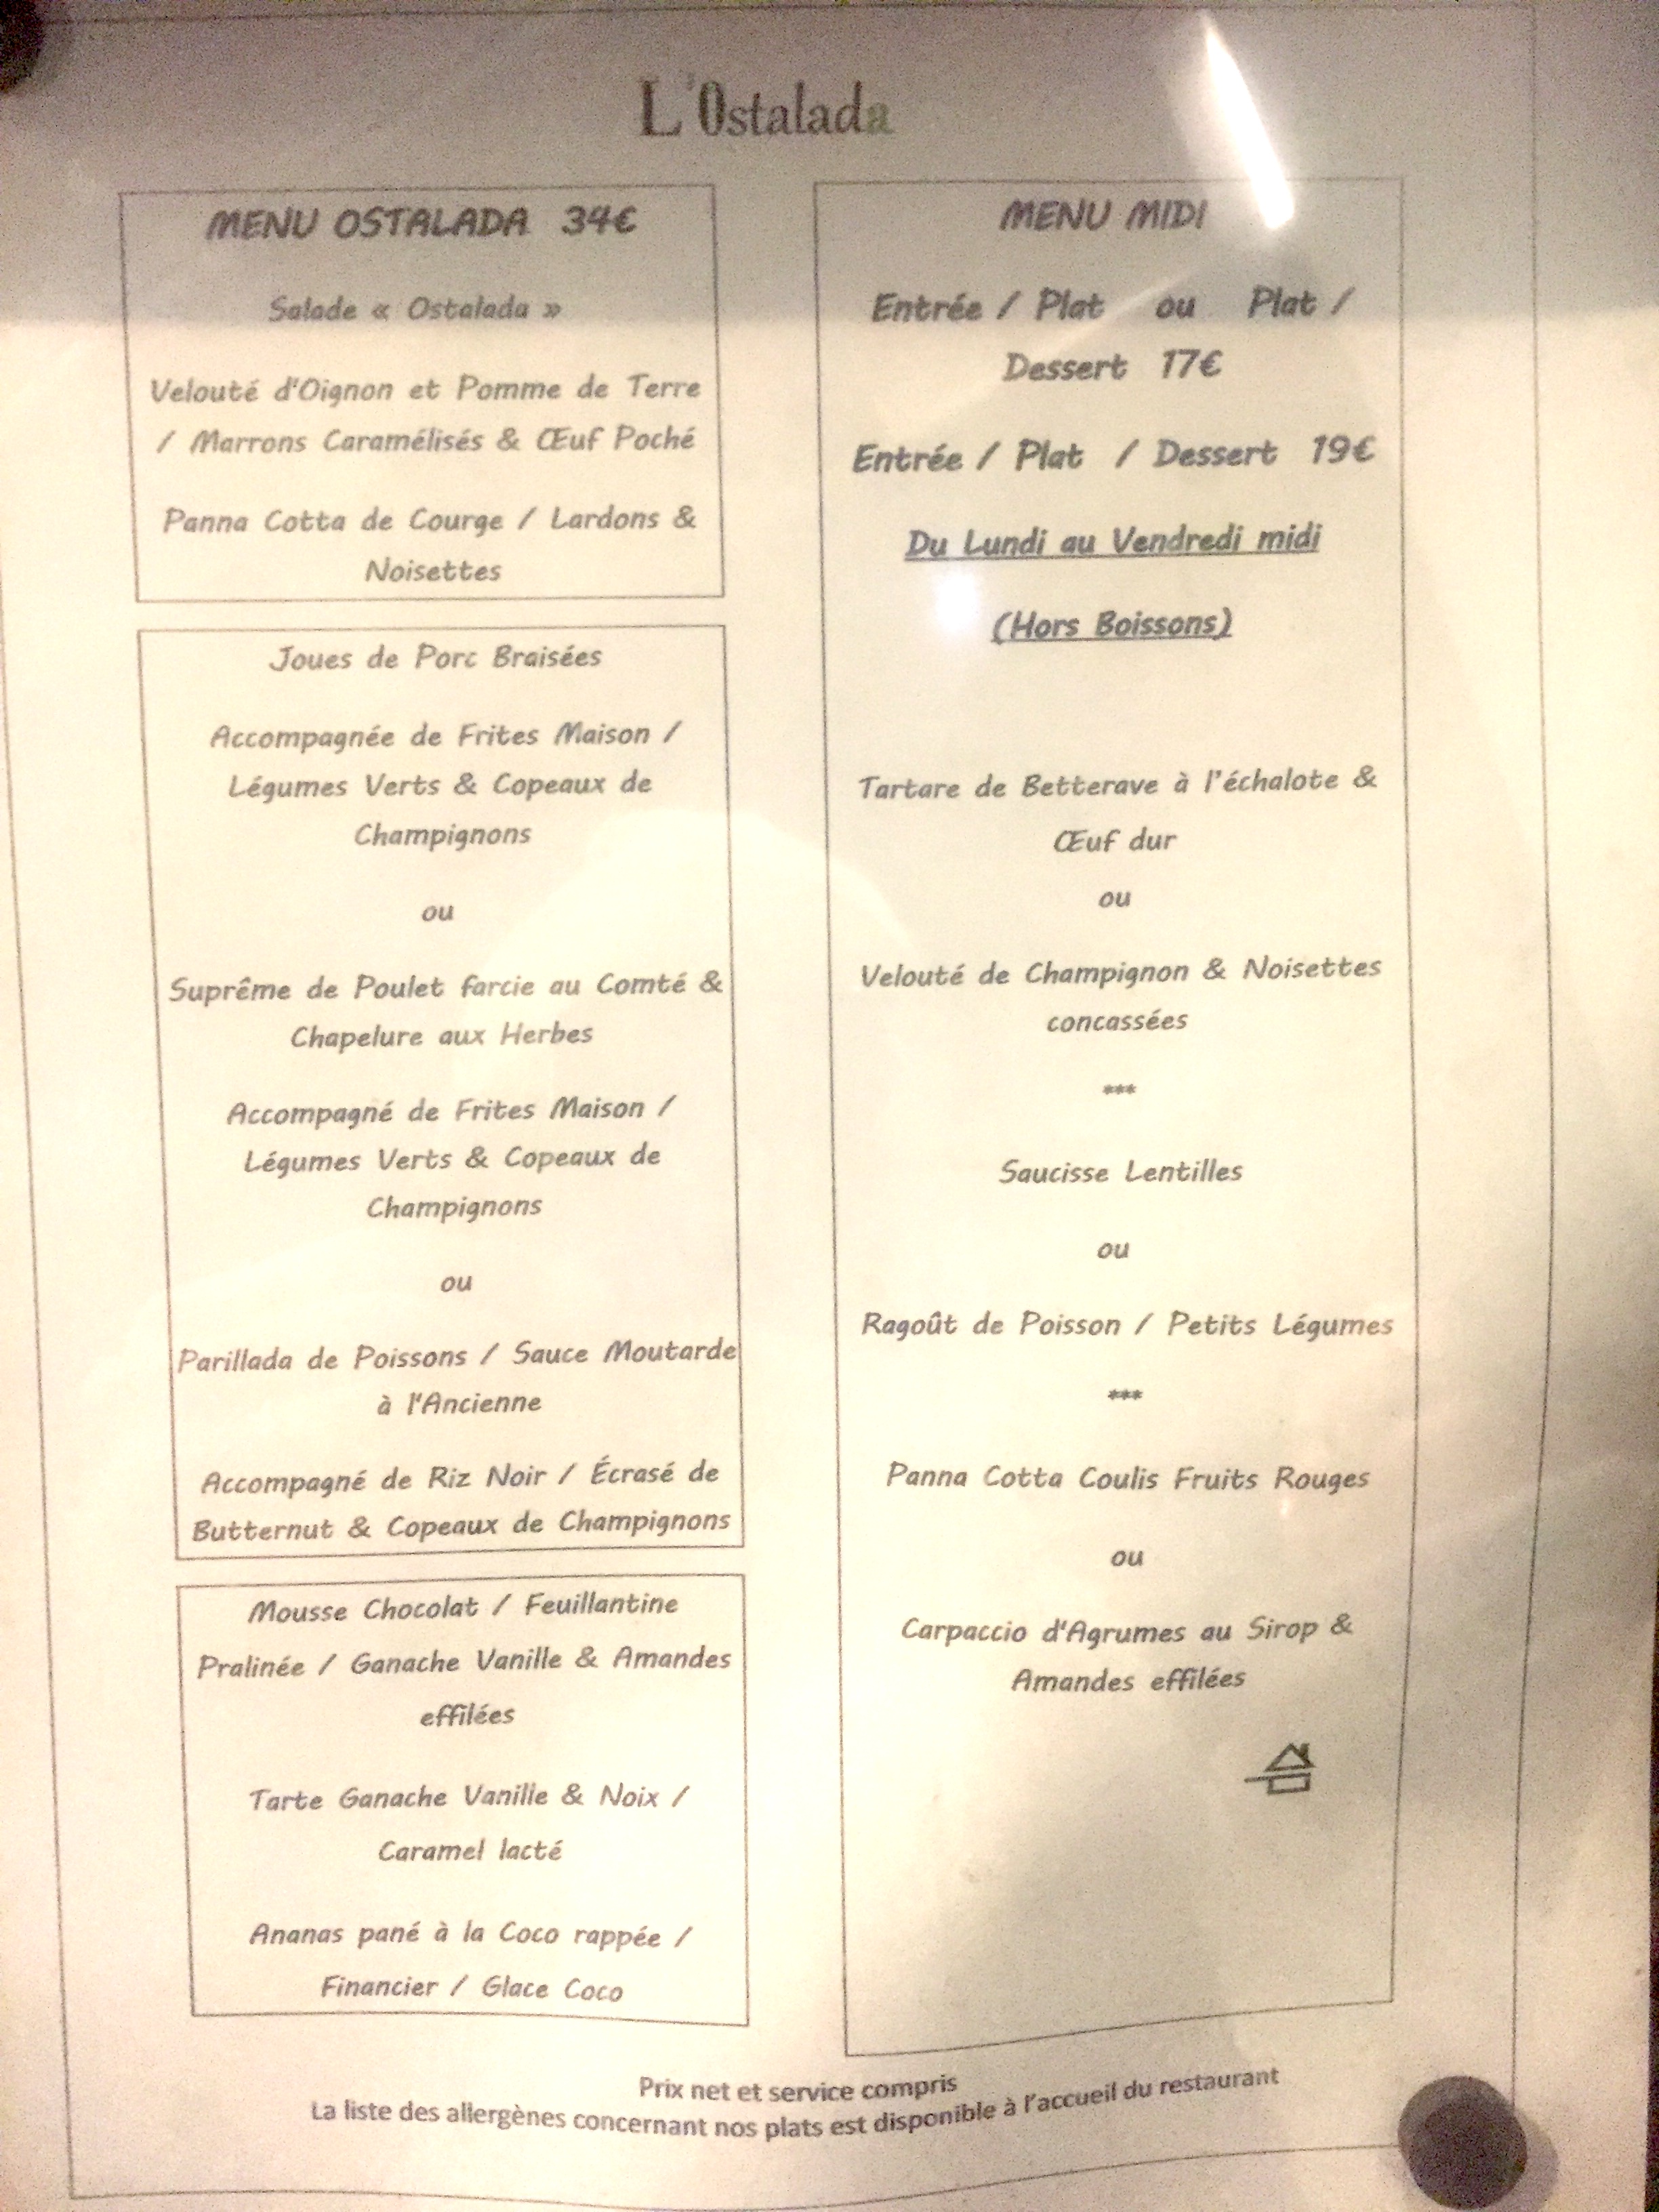 L'Ostalada
MENU OSTALADA 34€
Salade « Ostalada »
Velouté d'Oignon et Pomme de Terre
/ Marrons Caramélisés & Œuf Poché
Panna Cotta de Courge / Lardons &
Noisettes
Joues de Porc Braisées
Accompagnée de Frites Maison /
Légumes Verts & Copeaux de
Champignons
ou
Suprême de Poulet farcie au Comté &
Chapelure aux Herbes
Accompagné de Frites Maison /
Légumes Verts & Copeaux de
Champignons
ou
Parillada de Poissons / Sauce Moutarde
à l'Ancienne
Accompagné de Riz Noir / Écrasé de
Butternut & Copeaux de Champignons
Mousse Chocolat / Feuillantine
Pralinée / Ganache Vanille & Amandes
effilées
Tarte Ganache Vanille & Noix /
Caramel lacté
Ananas pané à la Coco rappée /
Financier / Glace Coco
MENU MIDI
Entrée / Plat ou Plat /
Dessert 17€
Entrée / Plat / Dessert 19€
Du Lundi au Vendredi midi
(Hors Boissons)
Tartare de Betterave à l'échalote &
Œuf dur
ou
Velouté de Champignon & Noisettes
concassées
***
Saucisse Lentilles
ou
Ragoût de Poisson / Petits Légumes
***
Panna Cotta Coulis Fruits Rouges
ou
Carpaccio d'Agrumes au Sirop &
Amandes effilées
Prix net et service compris
La liste des allergènes concernant nos plats est disponible à l'accueil du restaurant